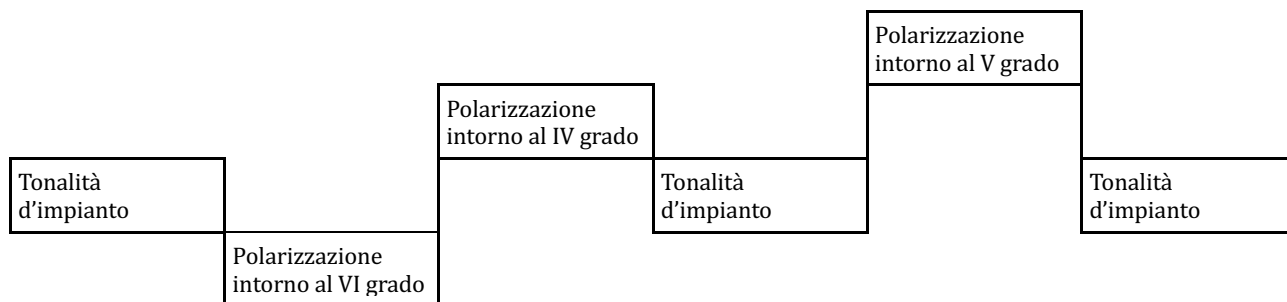 Polarizzazione
intorno al V grado
Polarizzazione
intorno al IV grado
Tonalità
d’impianto
Tonalità
d’impianto
Tonalità
d’impianto
Polarizzazione
intorno al VI grado